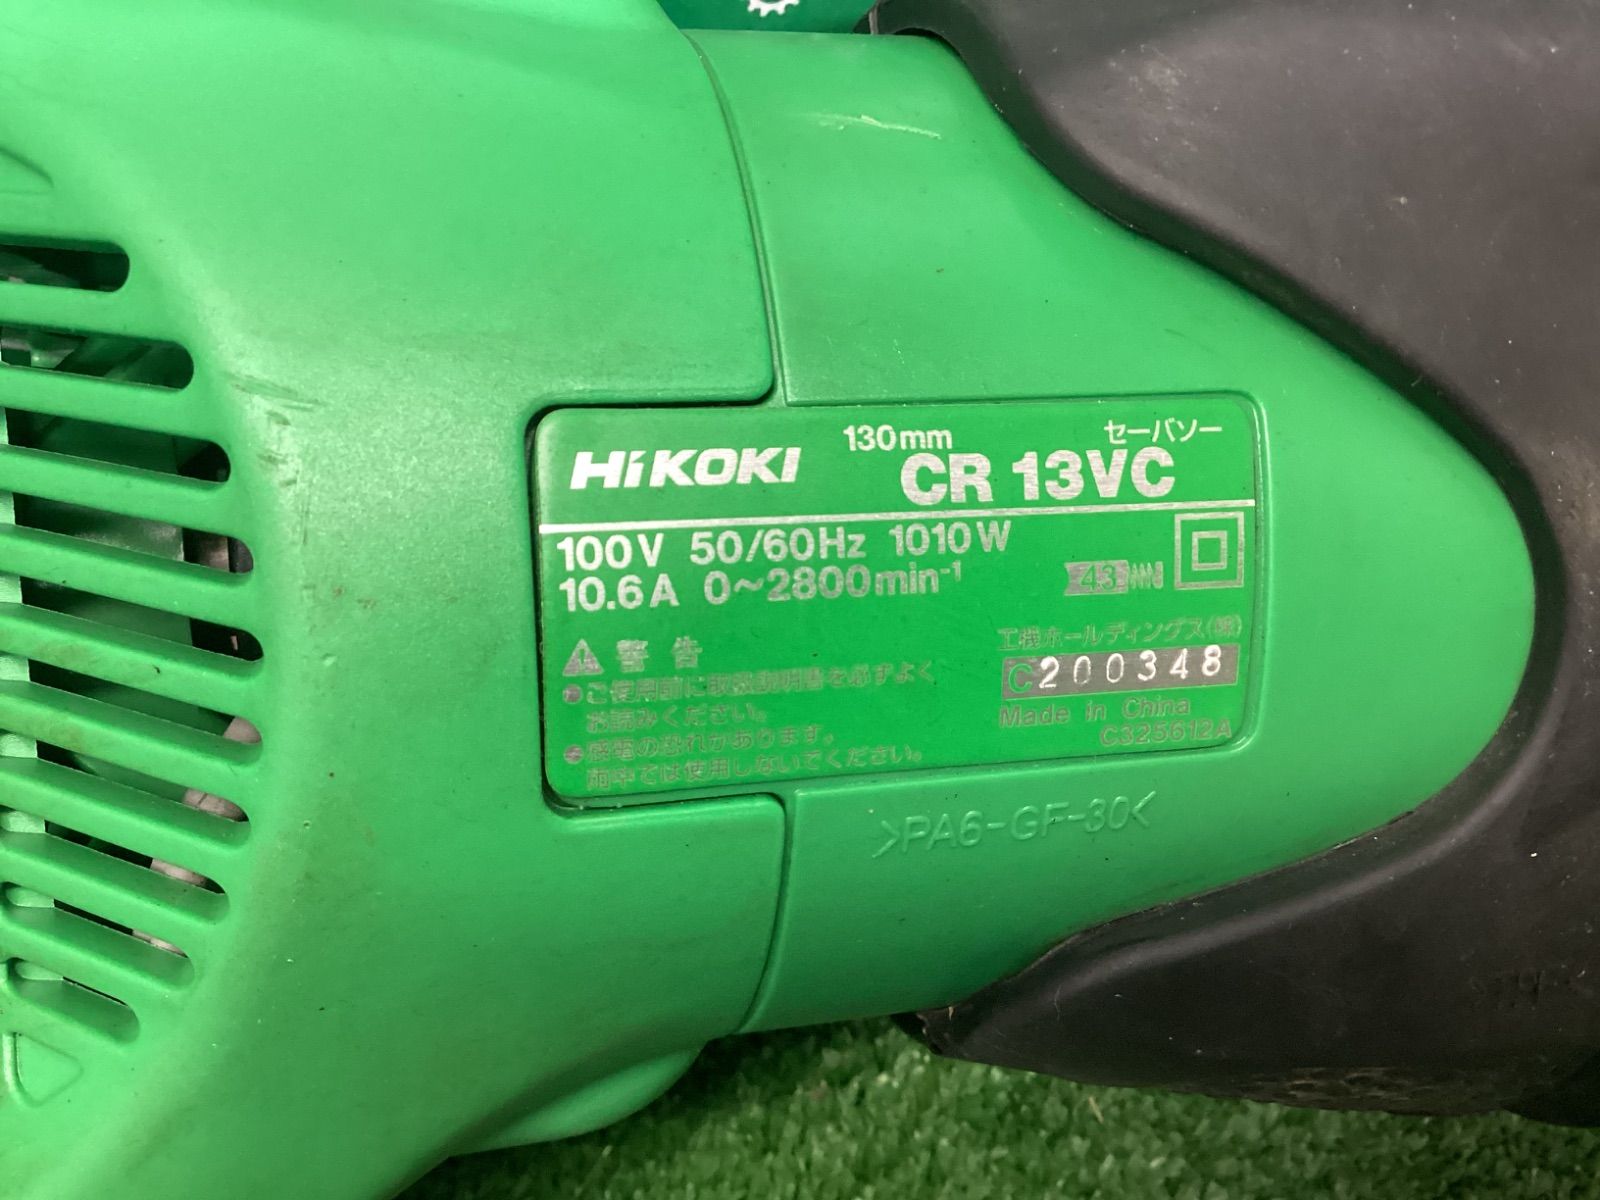 HiKOKI 130mm セーバソー
CR 13VC
100V 50/60Hz 1010W
10.6A 0~2800min⁻¹
43
警告
●ご使用前に取扱説明書を必ずよく
お読みください。
●感電の恐れがあります。
雨中では使用しないでください。
工機ホールディングス(株)
C200348
Made in China
C325612A
>PA6-GF-30<